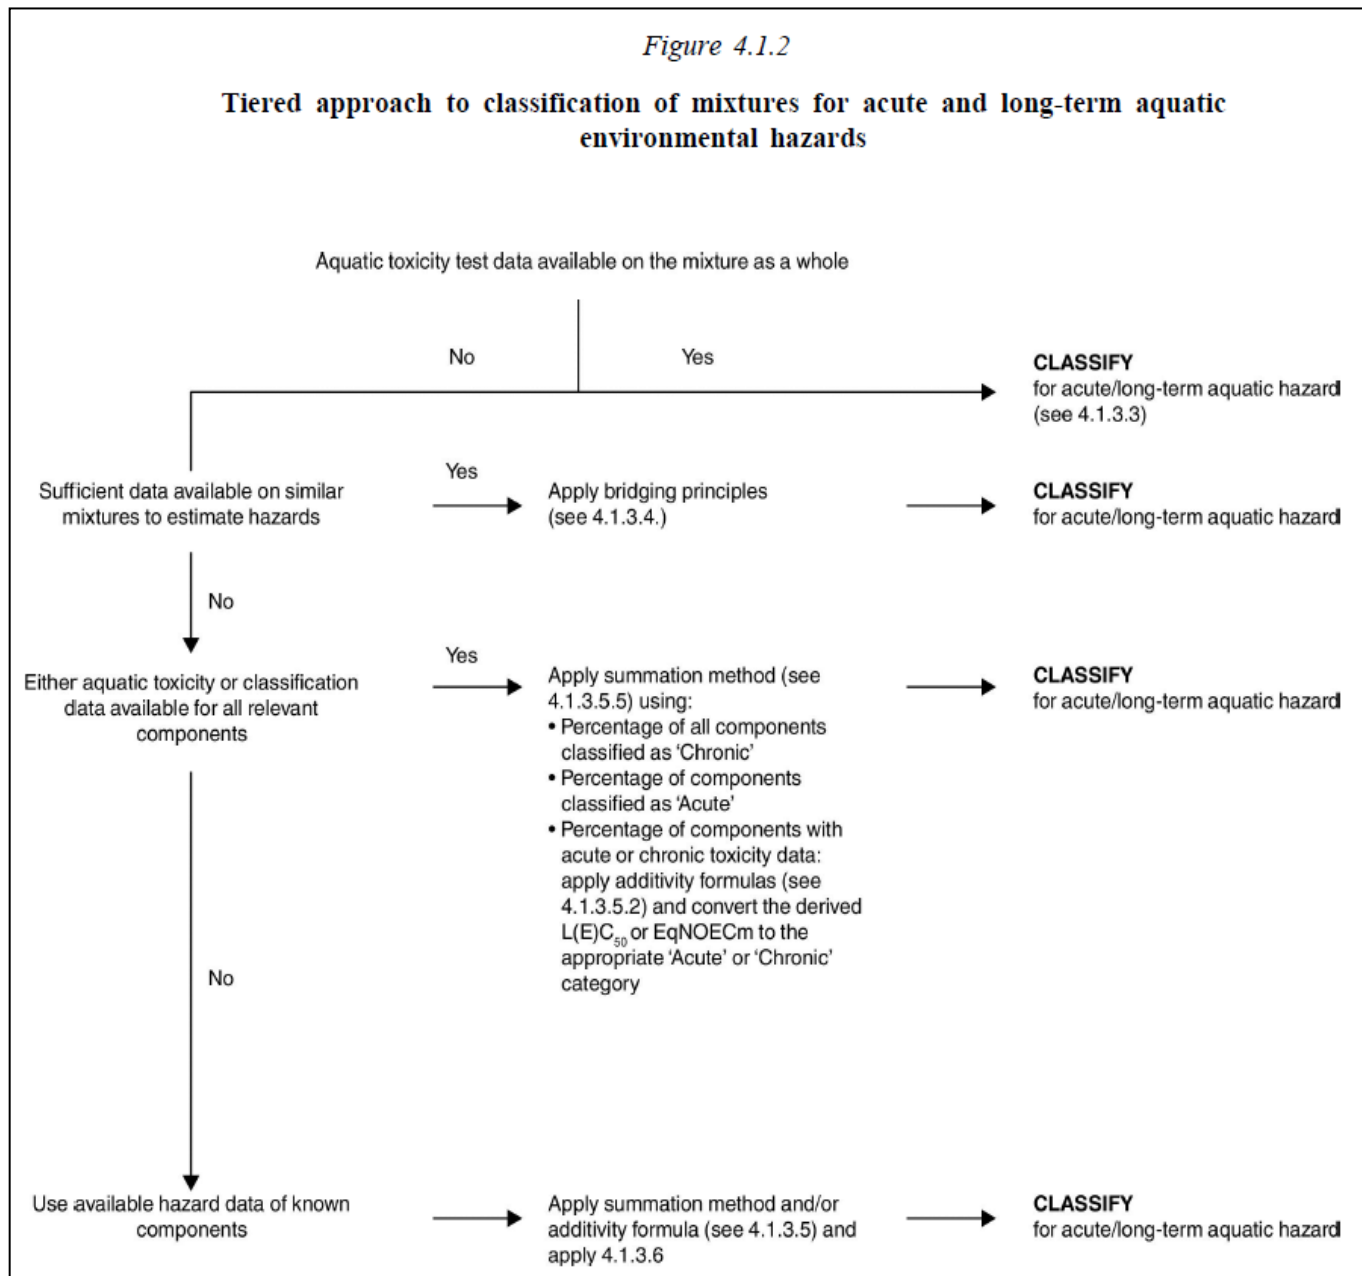 Figure 4.1.2
Tiered approach to classification of mixtures for acute and long-term aquatic
environmental hazards
Aquatic toxicity test data available on the mixture as a whole
No
Yes
CLASSIFY
for acute/long-term aquatic hazard
(see 4.1.3.3)
Sufficient data available on similar
mixtures to estimate hazards
Yes
Apply bridging principles
(see 4.1.3.4.)
CLASSIFY
for acute/long-term aquatic hazard
No
Either aquatic toxicity or classification
data available for all relevant
components
Yes
Apply summation method (see
4.1.3.5.5) using:
• Percentage of all components
classified as ‘Chronic’
• Percentage of components
classified as ‘Acute’
• Percentage of components with
acute or chronic toxicity data:
apply additivity formulas (see
4.1.3.5.2) and convert the derived
L(E)C50 or EqNOECm to the
appropriate ‘Acute’ or ‘Chronic’
category
CLASSIFY
for acute/long-term aquatic hazard
No
Use available hazard data of known
components
Apply summation method and/or
additivity formula (see 4.1.3.5) and
apply 4.1.3.6
CLASSIFY
for acute/long-term aquatic hazard